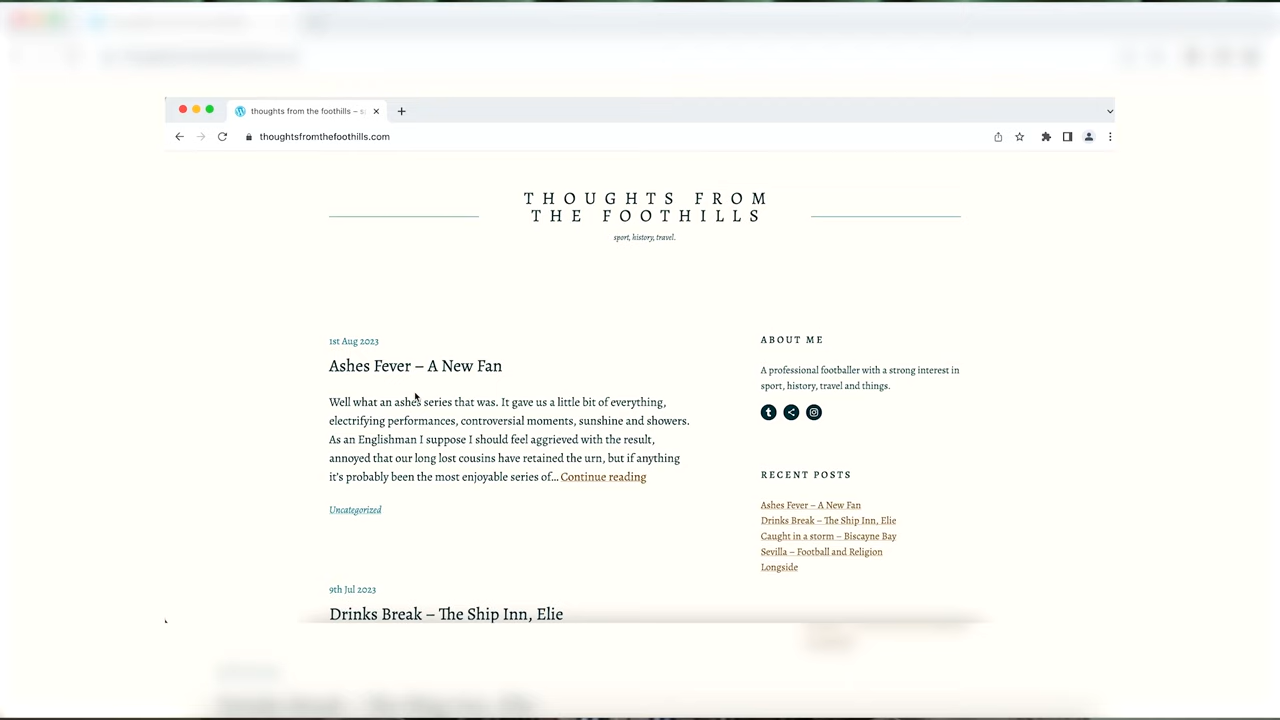 thoughts from the foothills – s
thoughtsfromthefoothills.com
THOUGHTS FROM
THE FOOTHILLS
sport, history, travel.
1st Aug 2023
Ashes Fever – A New Fan
Well what an ashes series that was. It gave us a little bit of everything,
electrifying performances, controversial moments, sunshine and showers.
As an Englishman I suppose I should feel aggrieved with the result,
annoyed that our long lost cousins have retained the urn, but if anything
it's probably been the most enjoyable series of... Continue reading
Uncategorized
9th Jul 2023
Drinks Break – The Ship Inn, Elie
ABOUT ME
A professional footballer with a strong interest in
sport, history, travel and things.
RECENT POSTS
Ashes Fever – A New Fan
Drinks Break – The Ship Inn, Elie
Caught in a storm – Biscayne Bay
Sevilla – Football and Religion
Longside